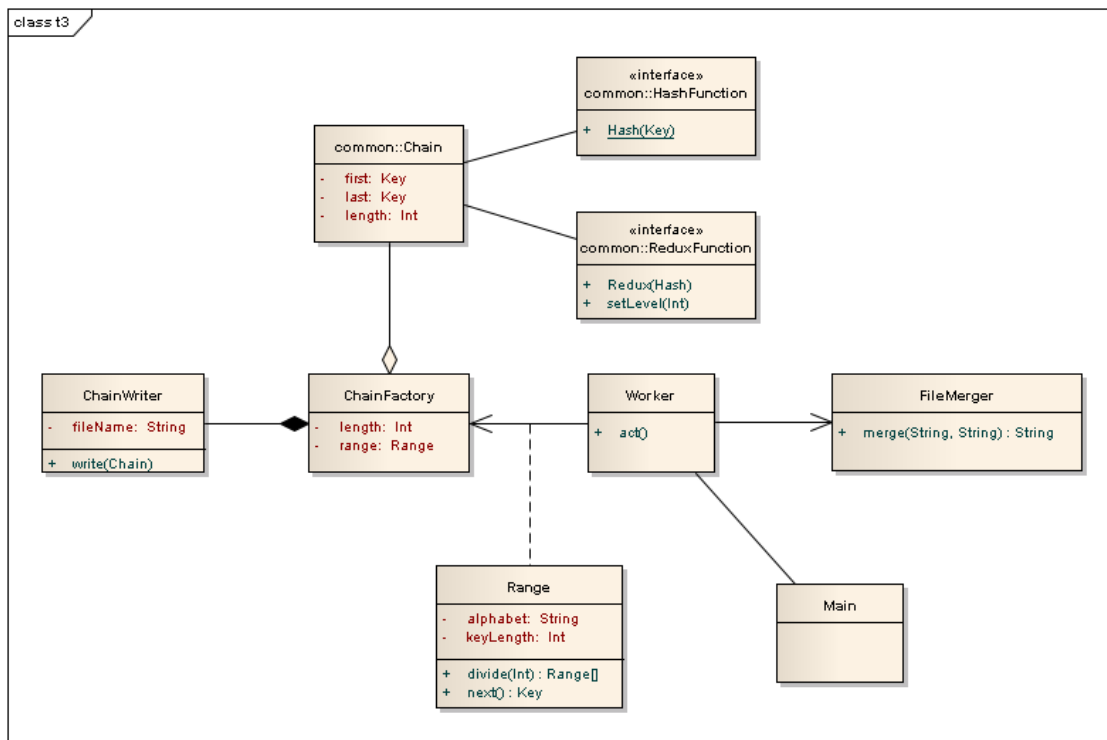 class t3
«interface»
common::HashFunction
+ Hash(Key)
common::Chain
- first: Key
- last: Key
- length: Int
«interface»
common::ReduxFunction
+ Redux(Hash)
+ setLevel(Int)
ChainWriter
- fileName: String
+ write(Chain)
ChainFactory
- length: Int
- range: Range
Worker
+ act()
FileMerger
+ merge(String, String) : String
Range
- alphabet: String
- keyLength: Int
+ divide(Int) : Range[]
+ next() : Key
Main